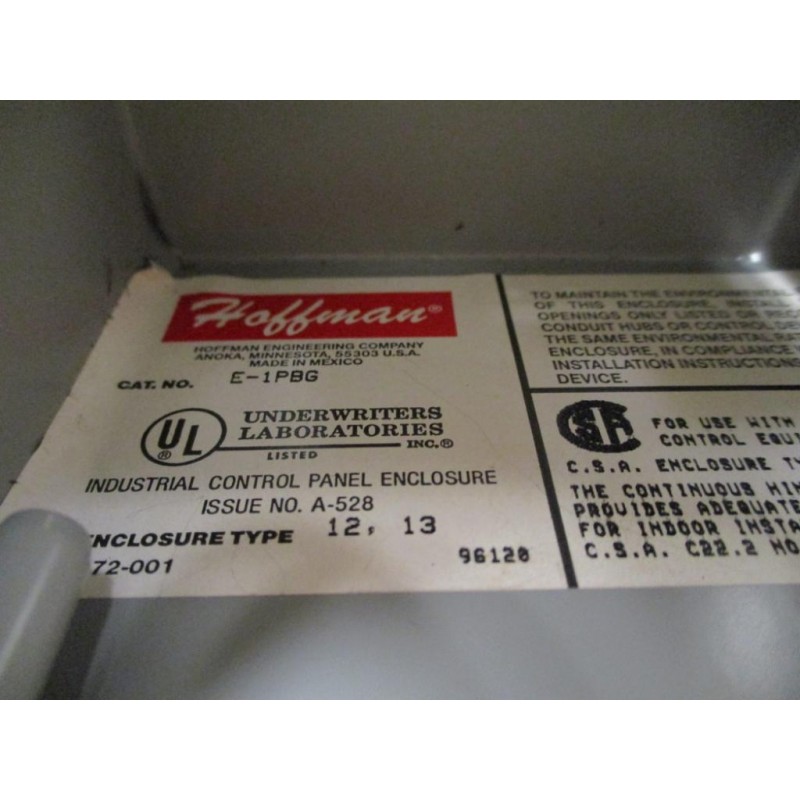 Hoffman®
HOFFMAN ENGINEERING COMPANY
ANOKA, MINNESOTA, 55303 U.S.A.
MADE IN MEXICO
CAT. NO. E-1PBG
UL
®
UNDERWRITERS
LABORATORIES
INC.®
LISTED
INDUSTRIAL CONTROL PANEL ENCLOSURE
ISSUE NO. A-528
ENCLOSURE TYPE 12, 13
72-001
96120
TO MAINTAIN THE ENVIRONMENTAL
OF THIS ENCLOSURE, INSTALL
OPENINGS ONLY LISTED OR
CONDUIT HUBS OR CONTROL
THE SAME ENVIRONMENTAL
ENCLOSURE, IN COMPLIANCE
INSTALLATION INSTRUCTIONS
DEVICE.
FOR USE WITH
CONTROL
C.S.A. ENCLOSURE
THE CONTINUOUS
PROVIDES ADEQUATE
FOR INDOOR
C.S.A. C22.2 NO.